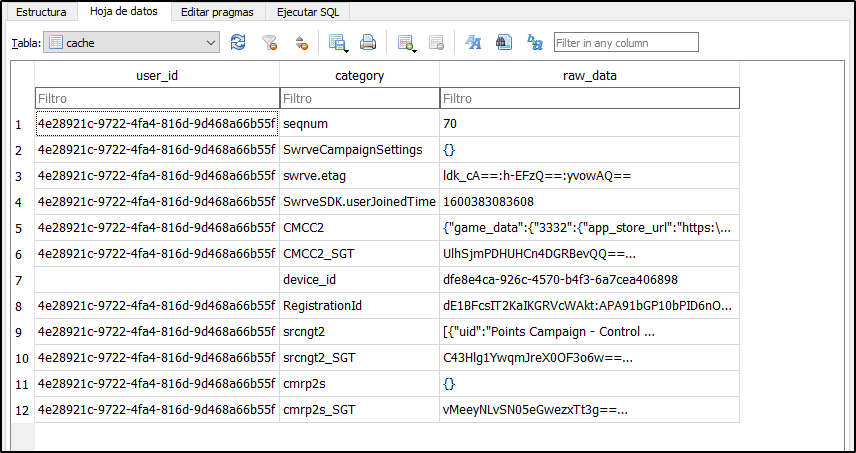 Estructura Hoja de datos Editar pragmas Ejecutar SQL
Tabla: cache Filter in any column
user_id category raw_data
Filtro Filtro Filtro
1 4e28921c-9722-4fa4-816d-9d468a66b55f seqnum 70
2 4e28921c-9722-4fa4-816d-9d468a66b55f SwrveCampaignSettings {}
3 4e28921c-9722-4fa4-816d-9d468a66b55f swrve.etag ldk_cA==:h-EFzQ==:yvowAQ==
4 4e28921c-9722-4fa4-816d-9d468a66b55f SwrveSDK.userJoinedTime 1600383083608
5 4e28921c-9722-4fa4-816d-9d468a66b55f CMCC2 {"game_data":{"3332":{"app_store_url":"https:\...
6 4e28921c-9722-4fa4-816d-9d468a66b55f CMCC2_SGT UlhSjmPDHUHCn4DGRBevQQ==...
7 device_id dfe8e4ca-926c-4570-b4f3-6a7cea406898
8 4e28921c-9722-4fa4-816d-9d468a66b55f RegistrationId dE1BFcsIT2KaIKGRVcWAkt:APA91bGP10bPID6nO...
9 4e28921c-9722-4fa4-816d-9d468a66b55f srcngt2 [{"uid":"Points Campaign - Control ...
10 4e28921c-9722-4fa4-816d-9d468a66b55f srcngt2_SGT C43Hlg1YwqmJreX0OF3o6w==...
11 4e28921c-9722-4fa4-816d-9d468a66b55f cmrp2s {}
12 4e28921c-9722-4fa4-816d-9d468a66b55f cmrp2s_SGT vMeeyNLvSN05eGwezxTt3g==...